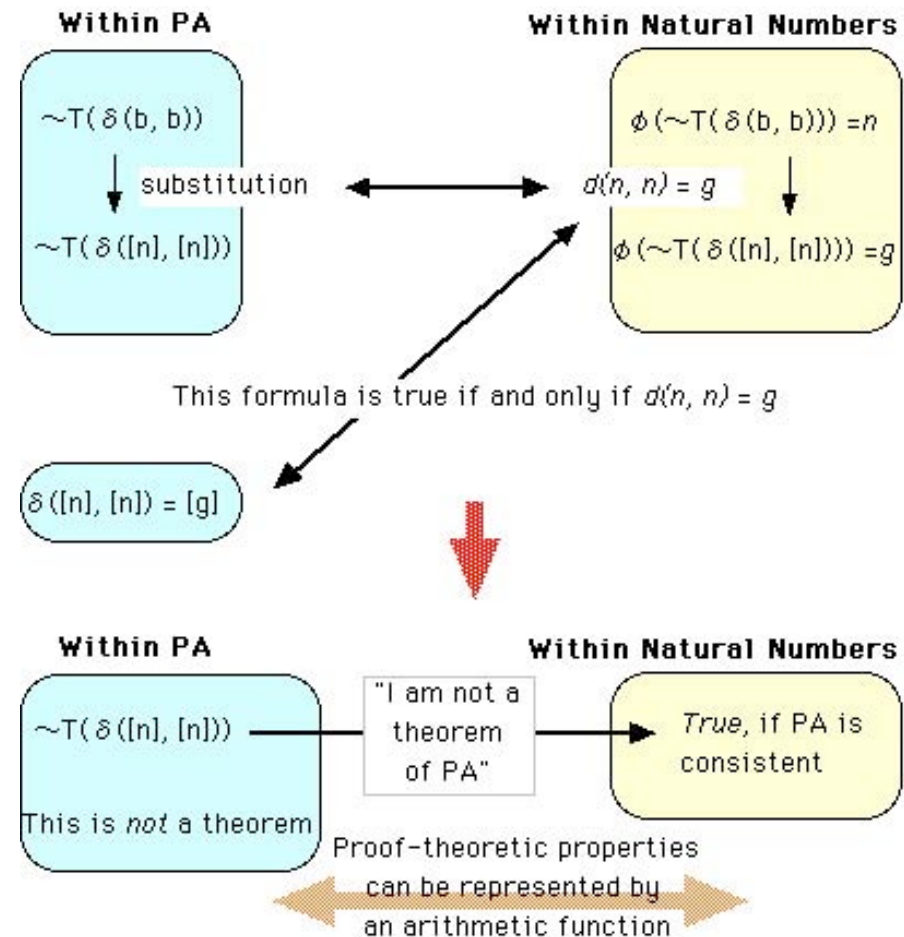 Within PA
Within Natural Numbers
~T(δ(b, b))
substitution
~T(δ([n], [n]))
ϕ(~T(δ(b, b))) =n
d(n, n) = g
ϕ(~T(δ([n], [n]))) =g
This formula is true if and only if d(n, n) = g
δ([n], [n]) = [g]
Within PA
Within Natural Numbers
~T(δ([n], [n]))
This is not a theorem
"I am not a
theorem
of PA"
True, if PA is
consistent
Proof-theoretic properties
can be represented by
an arithmetic function